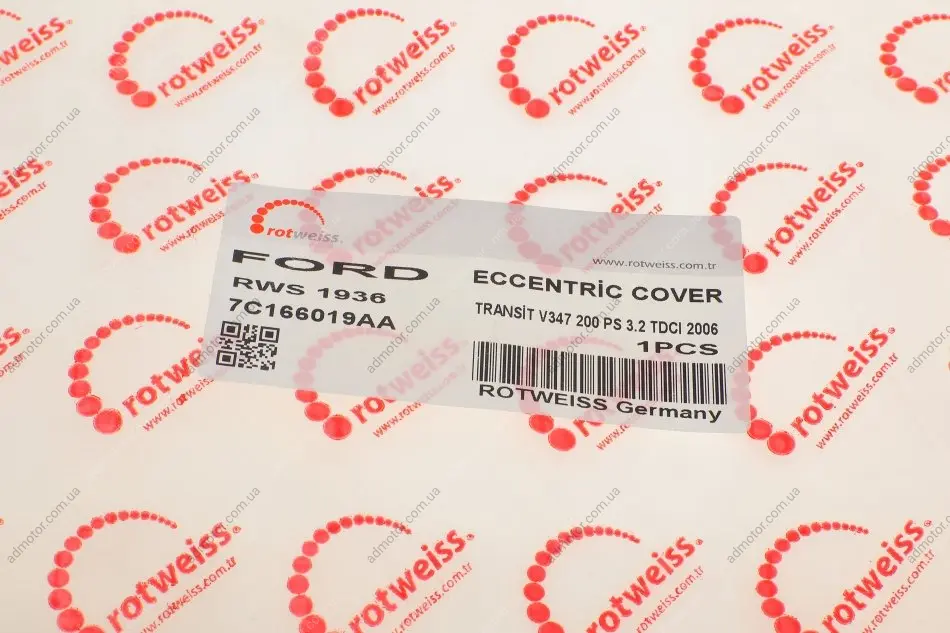 rotweiss.
www.rotweiss.com.tr
FORD
RWS 1936
7C166019AA
ECCENTRİC COVER
TRANSİT V347 200 PS 3.2 TDCI 2006
1PCS
ROTWEISS Germany
rotweiss.
www.rotweiss.com.tr
admotor.com.ua